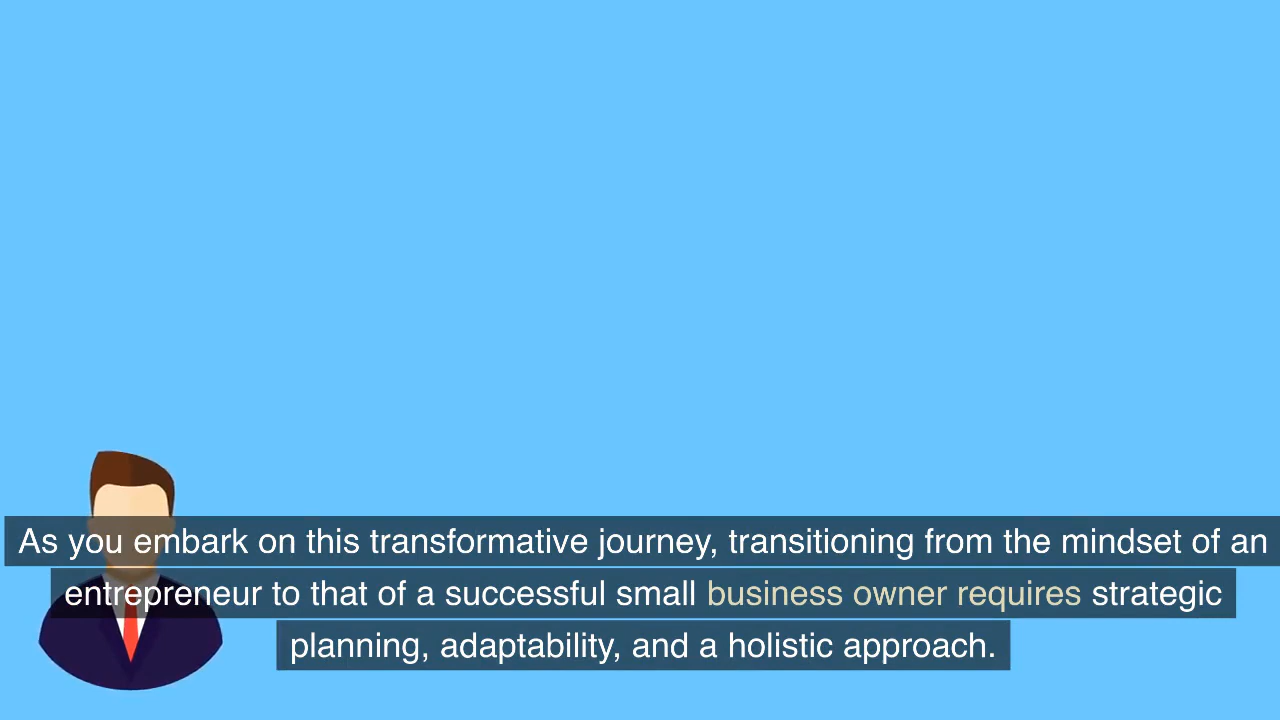 As you embark on this transformative journey, transitioning from the mindset of an
entrepreneur to that of a successful small business owner requires strategic
planning, adaptability, and a holistic approach.